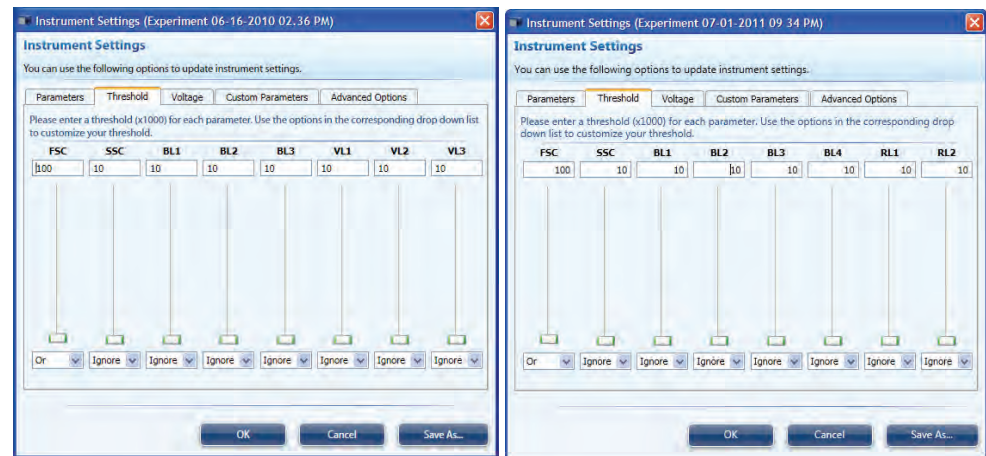 Instrument Settings (Experiment 06-16-2010 02.36 PM)
Instrument Settings
You can use the following options to update instrument settings.
Parameters Threshold Voltage Custom Parameters Advanced Options
Please enter a threshold (x1000) for each parameter. Use the options in the corresponding drop down list
to customize your threshold.
FSC SSC BL1 BL2 BL3 VL1 VL2 VL3
100 10 10 10 10 10 10 10
Or Ignore Ignore Ignore Ignore Ignore Ignore Ignore
OK Cancel Save As...
Instrument Settings (Experiment 07-01-2011 09 34 PM)
Instrument Settings
You can use the following options to update instrument settings.
Parameters Threshold Voltage Custom Parameters Advanced Options
Please enter a threshold (x1000) for each parameter. Use the options in the corresponding drop
down list to customize your threshold.
FSC SSC BL1 BL2 BL3 BL4 RL1 RL2
100 10 10 10 10 10 10 10
Or Ignore Ignore Ignore Ignore Ignore Ignore Ignore
OK Cancel Save As...